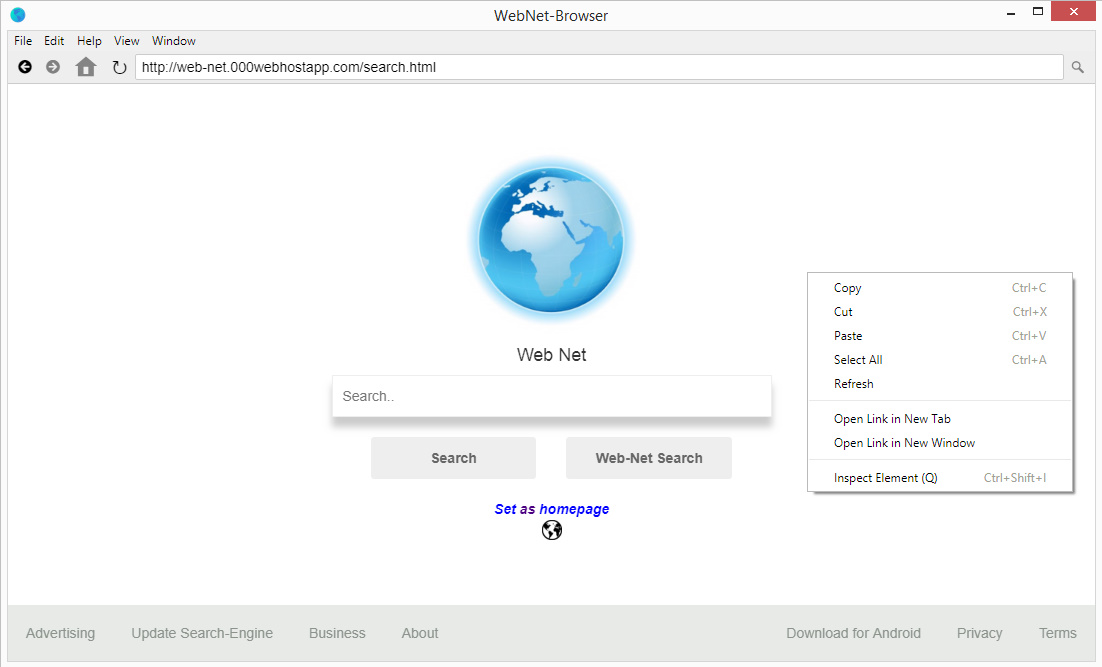 WebNet-Browser
File Edit Help View Window
http://web-net.000webhostapp.com/search.html
Web Net
Search..
Search Web-Net Search
Set as homepage
Copy Ctrl+C
Cut Ctrl+X
Paste Ctrl+V
Select All Ctrl+A
Refresh
Open Link in New Tab
Open Link in New Window
Inspect Element (Q) Ctrl+Shift+I
Advertising Update Search-Engine Business About Download for Android Privacy Terms